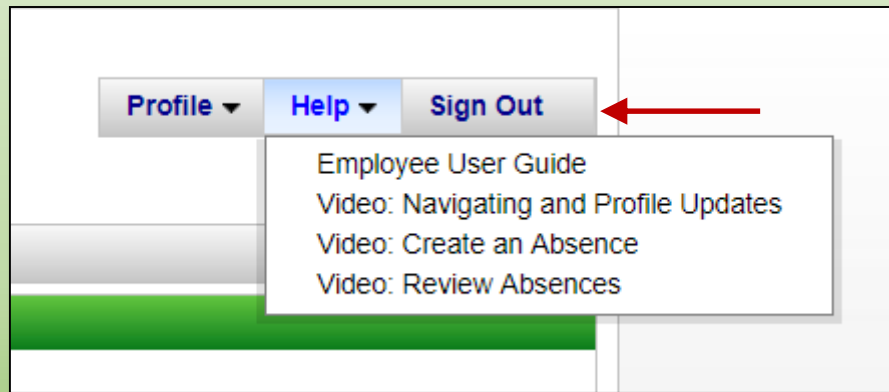 Profile Help Sign Out
Employee User Guide
Video: Navigating and Profile Updates
Video: Create an Absence
Video: Review Absences